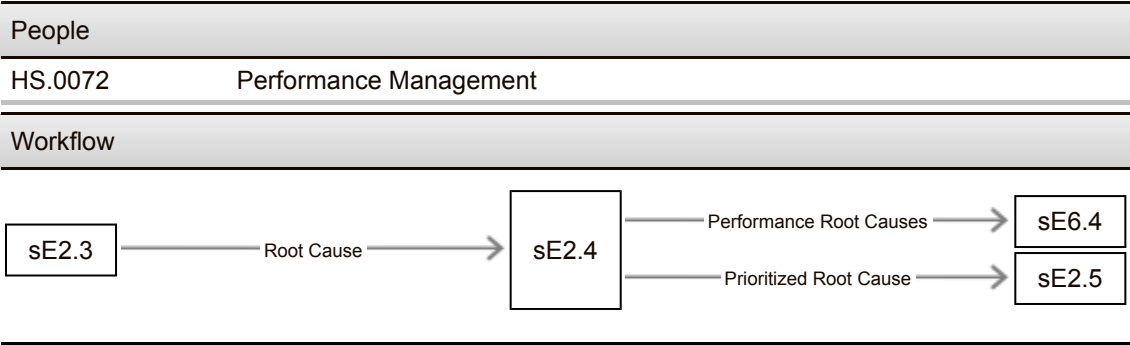 People
HS.0072 Performance Management
Workflow
sE2.3
Root Cause
sE2.4
Performance Root Causes
sE6.4
Prioritized Root Cause
sE2.5